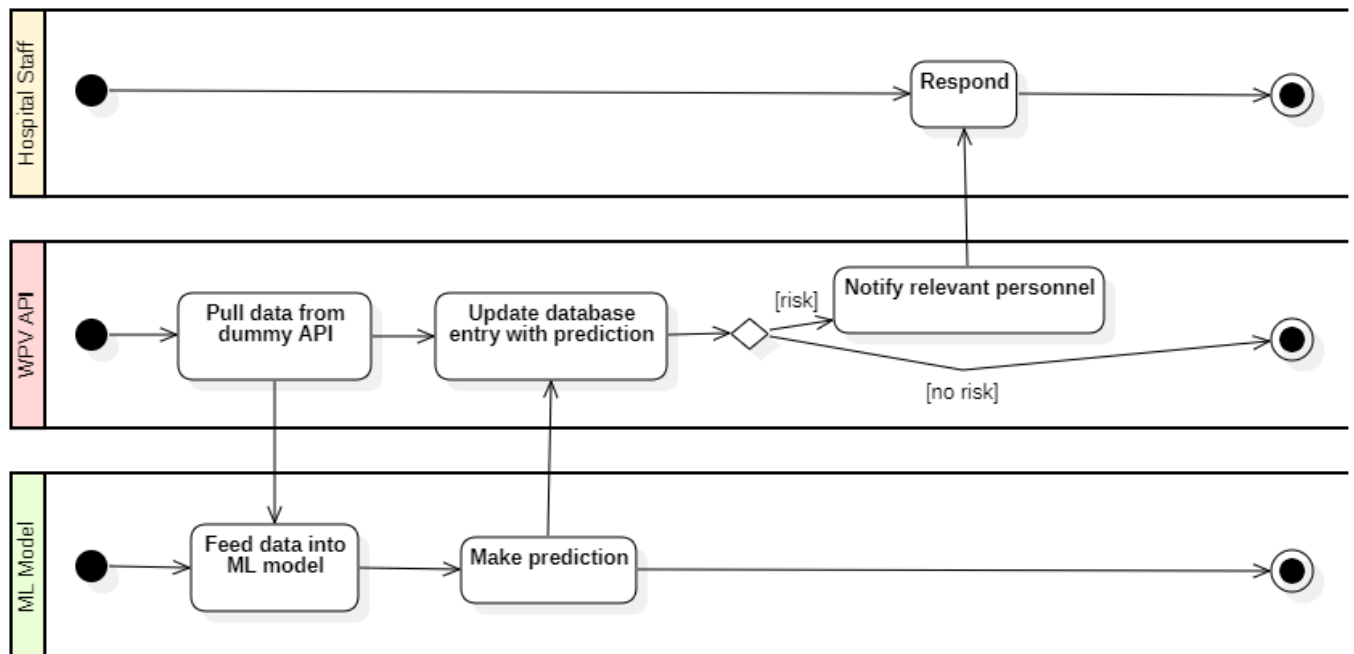 Hospital Staff
Respond
WPV API
Pull data from
dummy API
Update database
entry with prediction
[risk]
Notify relevant personnel
[no risk]
ML Model
Feed data into
ML model
Make prediction